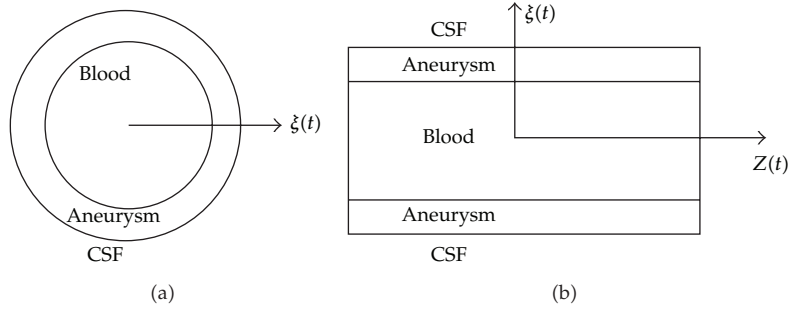 Blood
ξ(t)
Aneurysm
CSF
(a)
ξ(t)
CSF
Aneurysm
Blood
Z(t)
Aneurysm
CSF
(b)